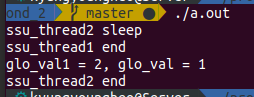 ond 2 master ./a.out
ssu_thread2 sleep
ssu_thread1 end
glo_val1 = 2, glo_val = 1
ssu_thread2 end